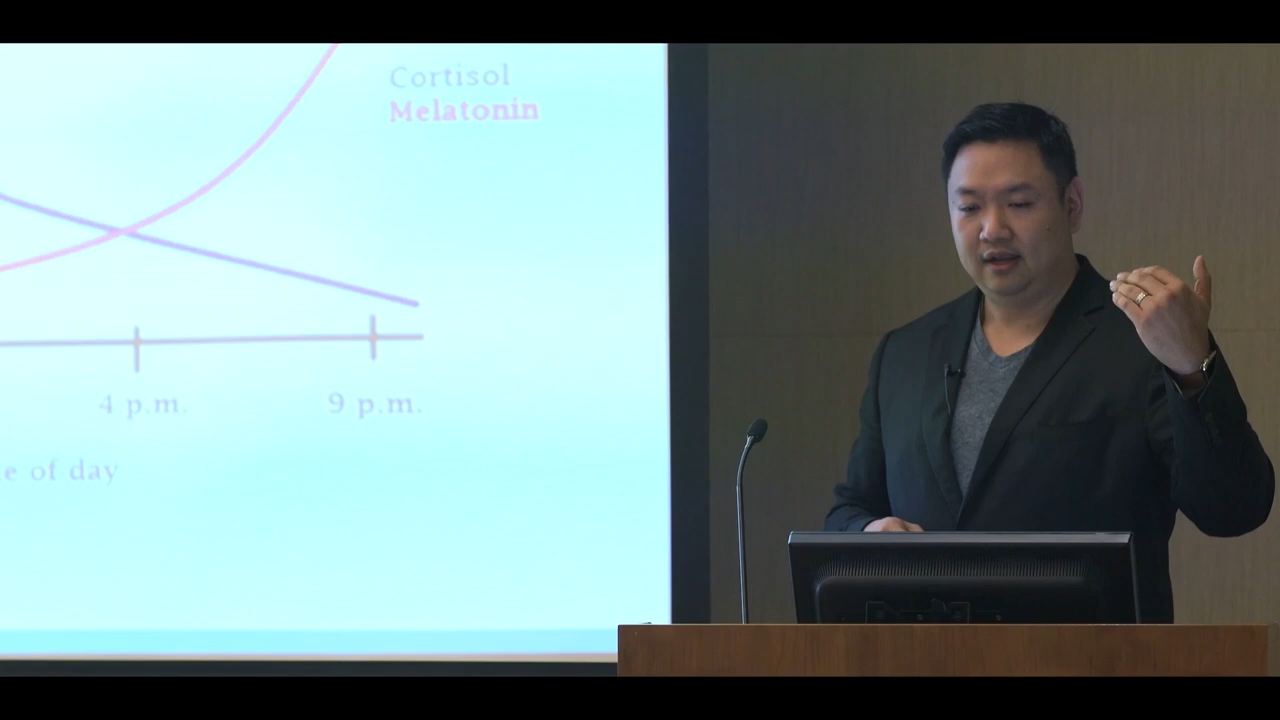 Cortisol
Melatonin
4 p.m.
9 p.m.
e of day